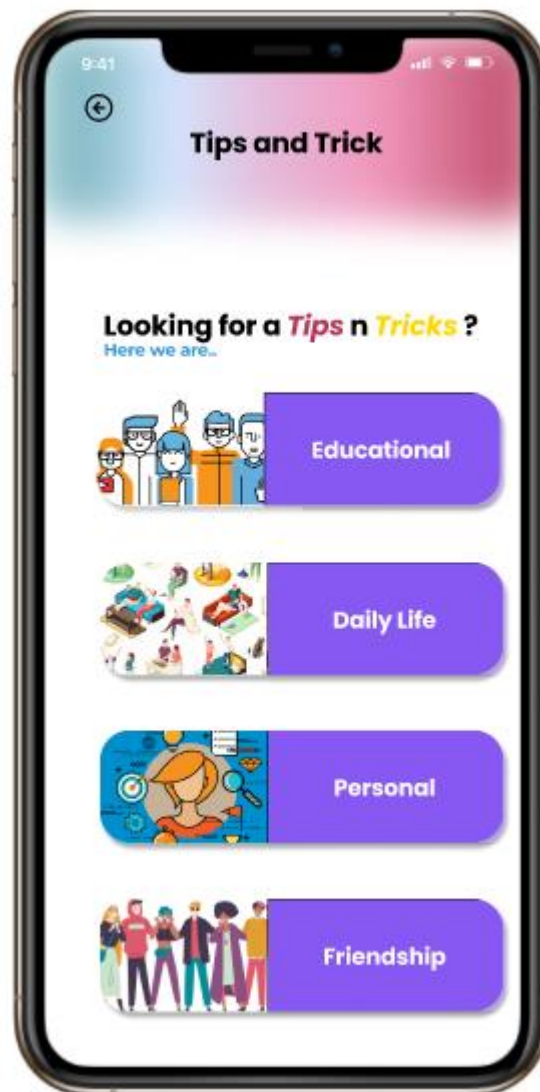 9:41
Tips and Trick
Looking for a Tips n Tricks ?
Here we are..
Educational
Daily Life
Personal
Friendship